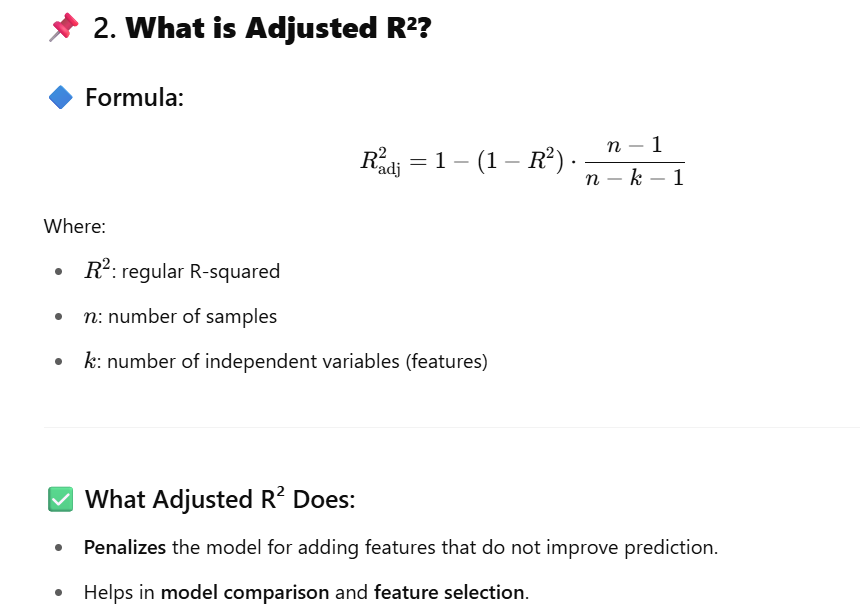 📌 2. What is Adjusted R²?
🔷 Formula:
R²adj = 1 − (1 − R²) · (n − 1)/(n − k − 1)
Where:
• R²: regular R-squared
• n: number of samples
• k: number of independent variables (features)
✅ What Adjusted R² Does:
• Penalizes the model for adding features that do not improve prediction.
• Helps in model comparison and feature selection.